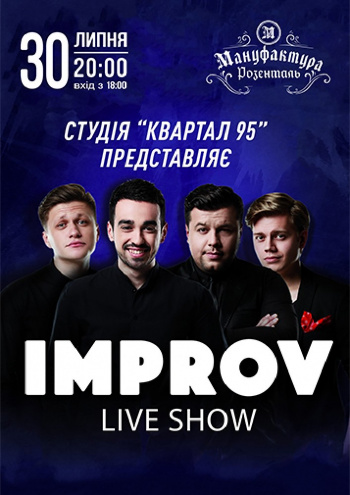 30 ЛИПНЯ
20:00
вхід з 18:00
М
Мануфактура
Розенталь
СТУДІЯ “КВАРТАЛ 95”
ПРЕДСТАВЛЯЄ
IMPROV
LIVE SHOW